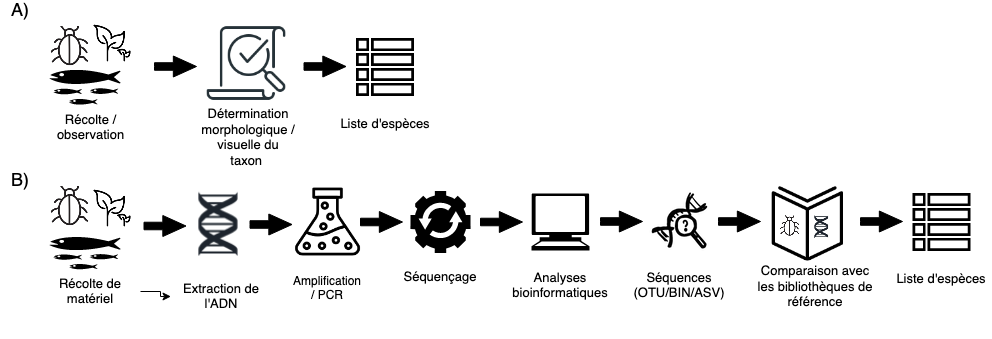 A)
Récolte /
observation
Détermination
morphologique /
visuelle du
taxon
Liste d'espèces
B)
Récolte de
matériel
Extraction de
l'ADN
Amplification
/ PCR
Séquençage
Analyses
bioinformatiques
?
Séquences
(OTU/BIN/ASV)
Comparaison avec
les bibliothèques de
référence
Liste d'espèces